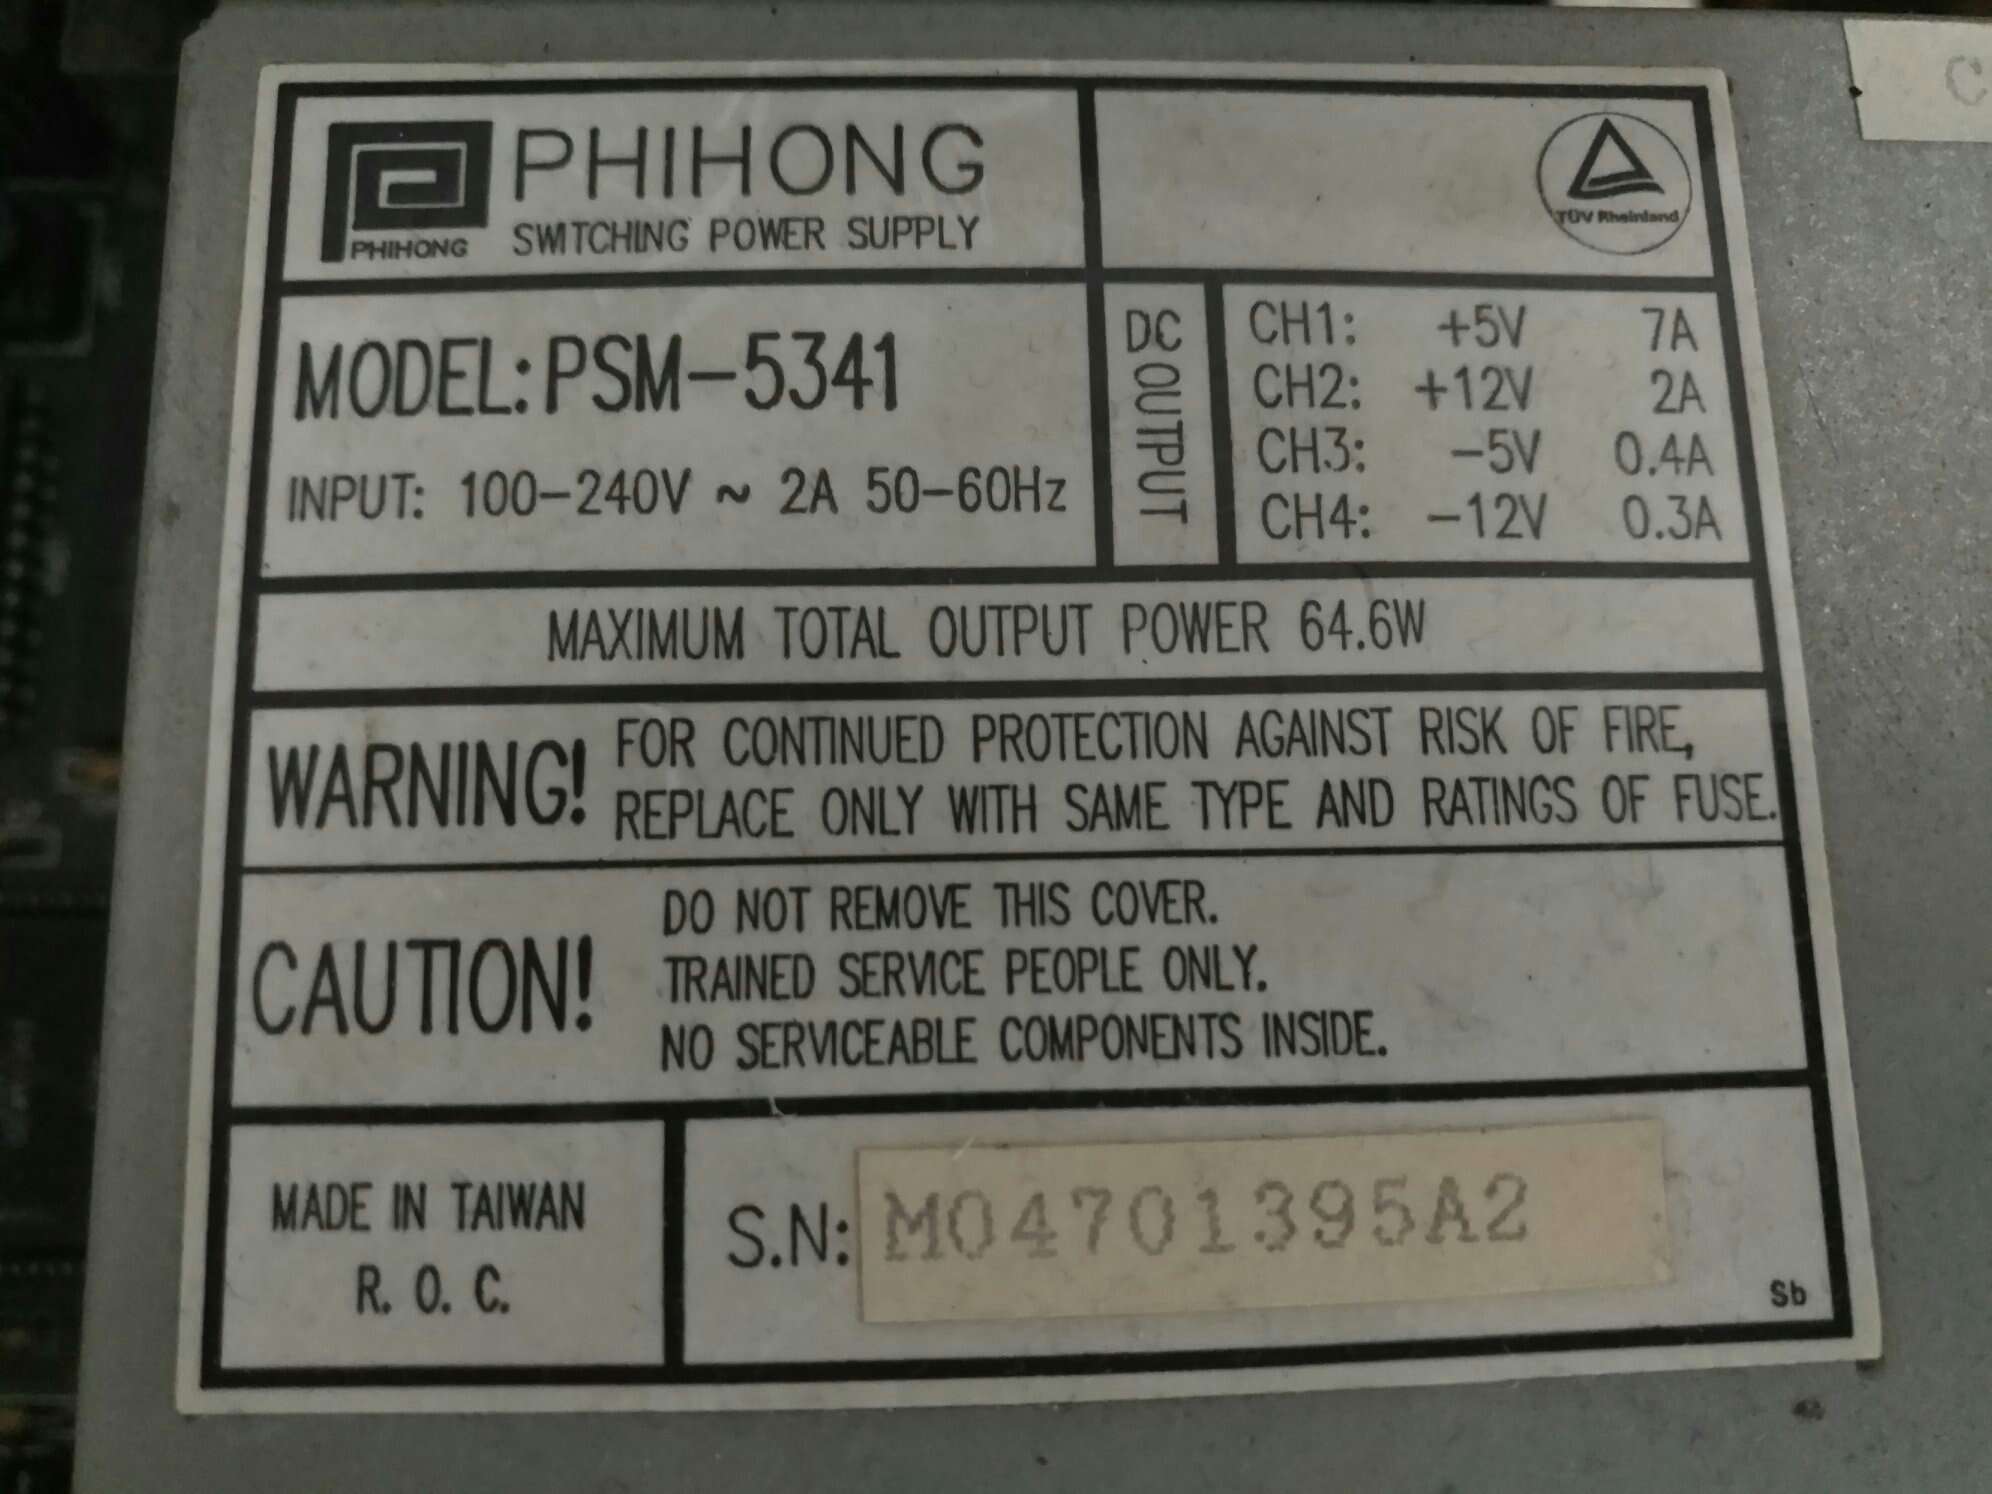 PHIHONG
PHIHONG
SWITCHING POWER SUPPLY
TÜV Rheinland
MODEL: PSM-5341
INPUT: 100-240V ~ 2A 50-60Hz
DC OUTPUT
CH1: +5V 7A
CH2: +12V 2A
CH3: -5V 0.4A
CH4: -12V 0.3A
MAXIMUM TOTAL OUTPUT POWER 64.6W
WARNING!
FOR CONTINUED PROTECTION AGAINST RISK OF FIRE,
REPLACE ONLY WITH SAME TYPE AND RATINGS OF FUSE.
CAUTION!
DO NOT REMOVE THIS COVER.
TRAINED SERVICE PEOPLE ONLY.
NO SERVICEABLE COMPONENTS INSIDE.
MADE IN TAIWAN
R. O. C.
S.N: M04701395A2
Sb